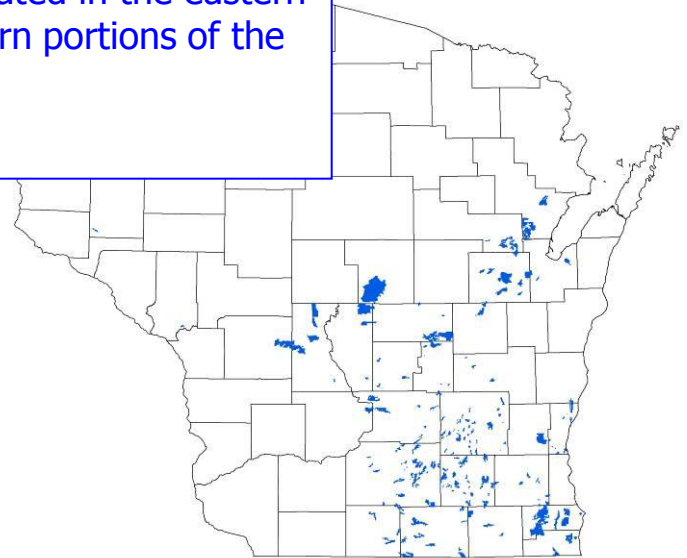 ated in the eastern
rn portions of the